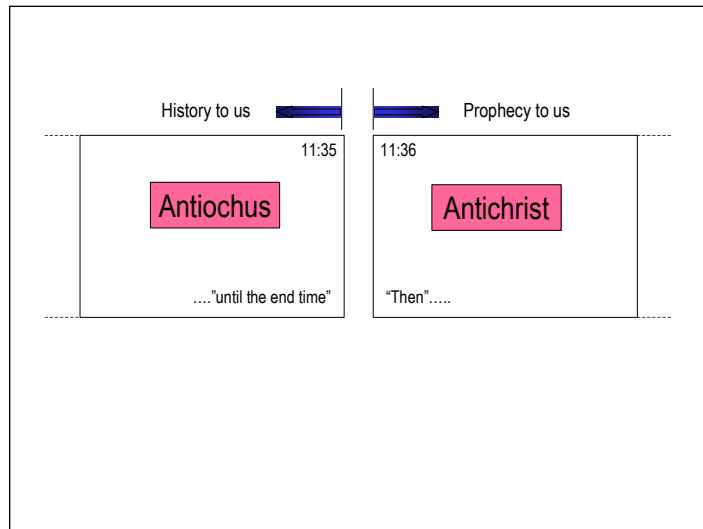 History to us
Prophecy to us
11:35
11:36
Antiochus
Antichrist
….”until the end time”
“Then”…..